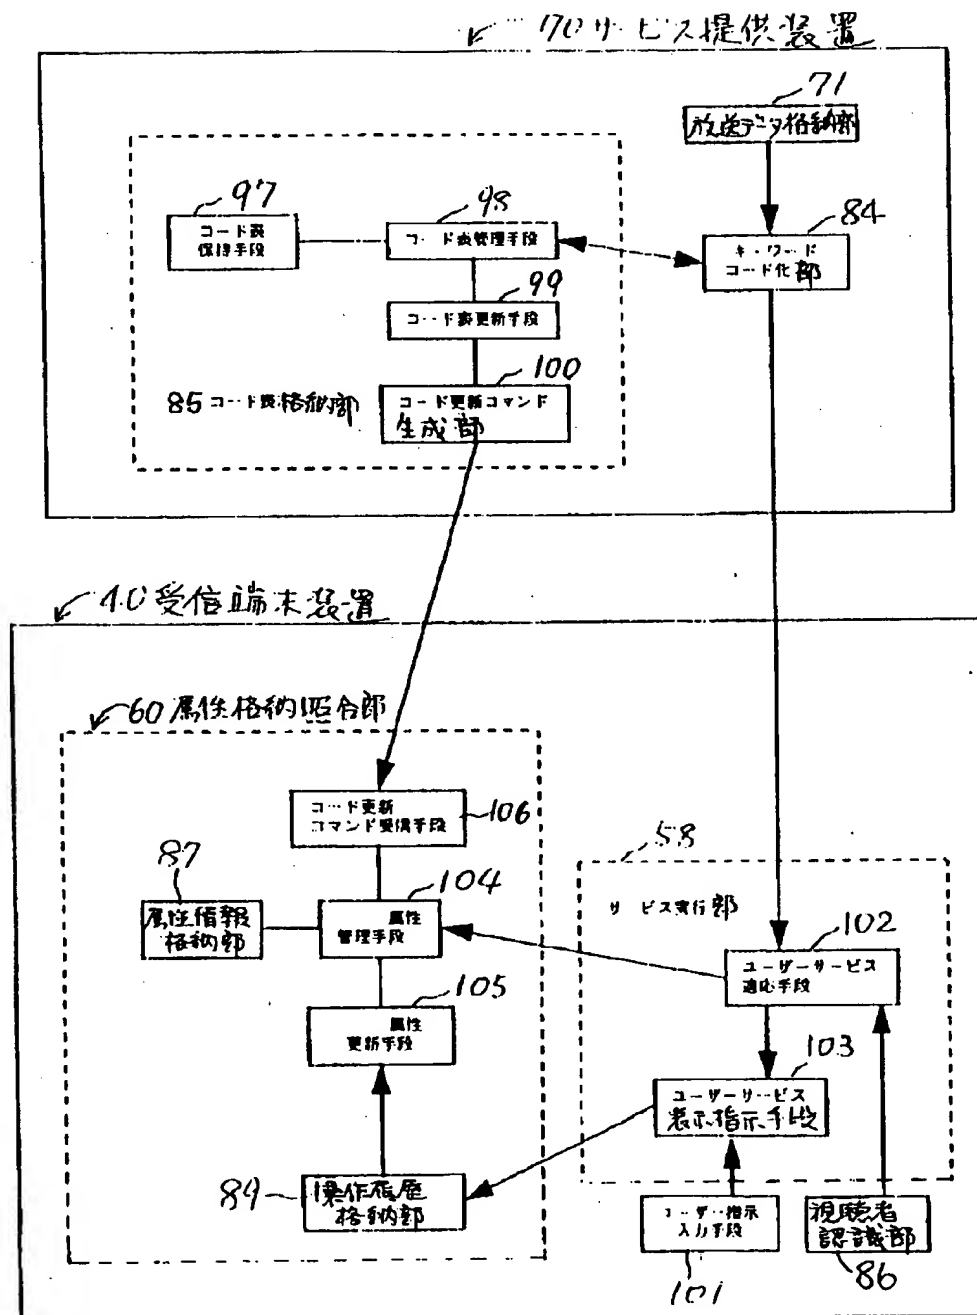 70サービス提供装置
71
放送データ格納部
97
コード表
保持手段
98
コード表管理手段
84
キーワード
コード化部
99
コード表更新手段
100
コード更新コマンド
生成部
85コード表格納部
40受信端末装置
60属性格納照合部
コード更新
コマンド受信手段
106
58
サービス実行部
87
属性情報
格納部
104
属性
管理手段
102
ユーザーサービス
適応手段
105
属性
更新手段
103
ユーザーサービス
表示指示手段
89
操作履歴
格納部
ユーザー指示
入力手段
101
視聴者
認識部
86